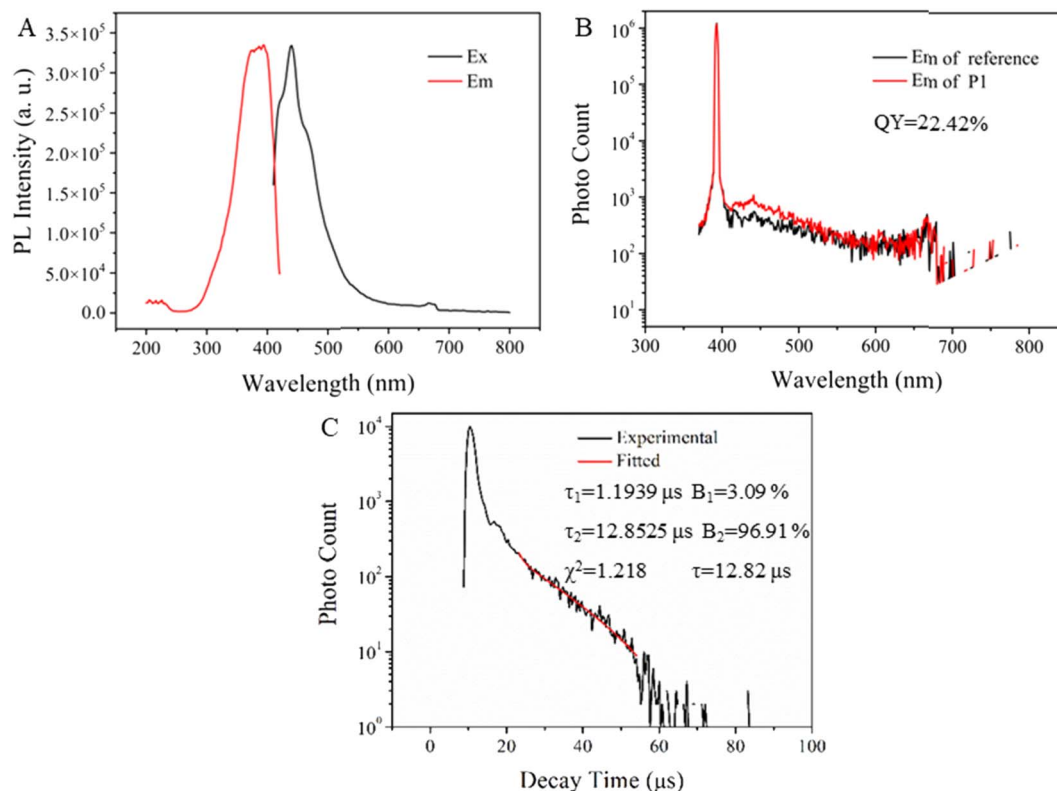 A
3.5×10⁵
3.0×10⁵
2.5×10⁵
2.0×10⁵
1.5×10⁵
1.0×10⁵
5.0×10⁴
0.0
PL Intensity (a. u.)
Ex
Em
200 300 400 500 600 700 800
Wavelength (nm)
B
10⁶
10⁵
10⁴
10³
10²
10¹
Photo Count
Em of reference
Em of P1
QY=22.42%
300 400 500 600 700 800
Wavelength (nm)
C
10⁴
10³
10²
10¹
10⁰
Photo Count
Experimental
Fitted
τ₁=1.1939 μs B₁=3.09 %
τ₂=12.8525 μs B₂=96.91 %
χ²=1.218 τ=12.82 μs
0 20 40 60 80 100
Decay Time (μs)